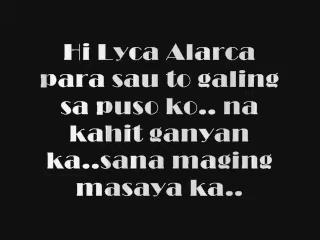 Hi Lyca Alarca
para sau to galing
sa puso ko.. na
kahit ganyan
ka..sana maging
masaya ka..